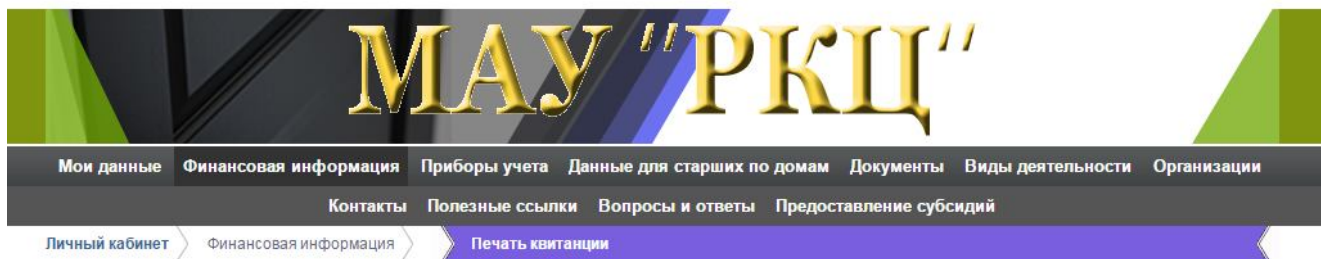 МАУ "РКЦ"
Мои данные Финансовая информация Приборы учета Данные для старших по домам Документы Виды деятельности Организации
Контакты Полезные ссылки Вопросы и ответы Предоставление субсидий
Личный кабинет Финансовая информация Печать квитанции